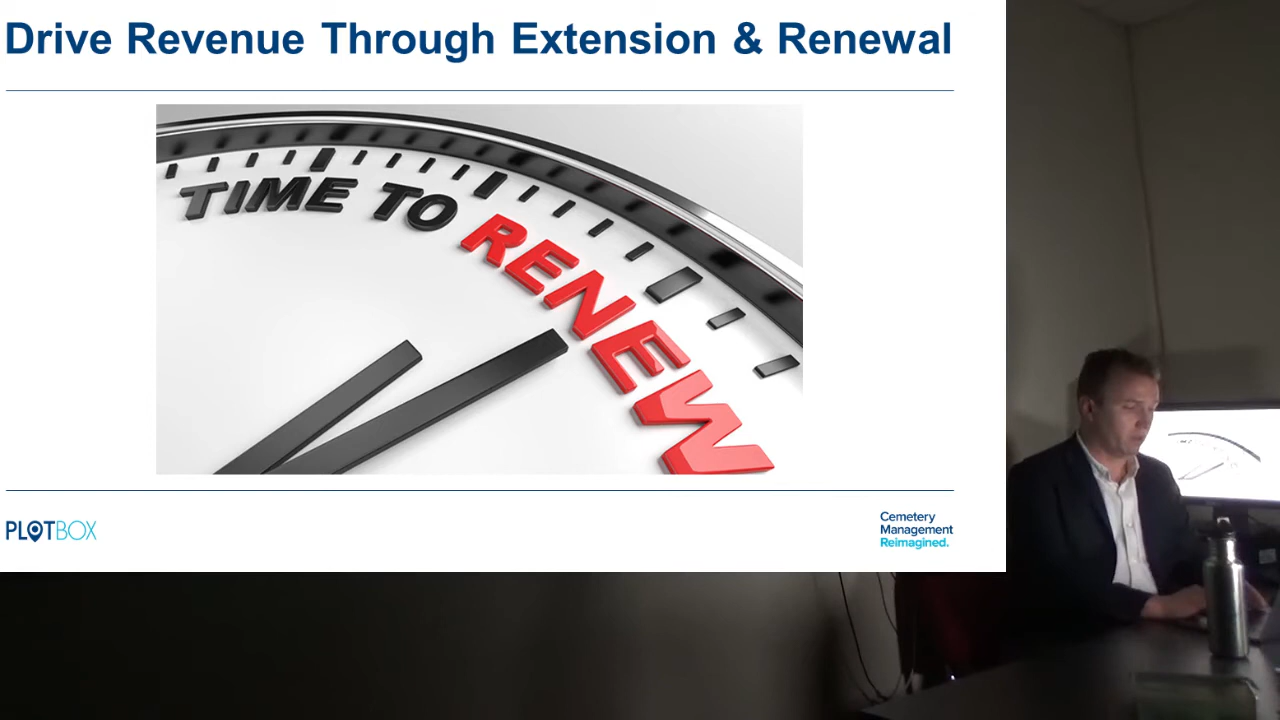 Drive Revenue Through Extension & Renewal
TIME TO RENEW
PLOTBOX
Cemetery
Management
Reimagined.